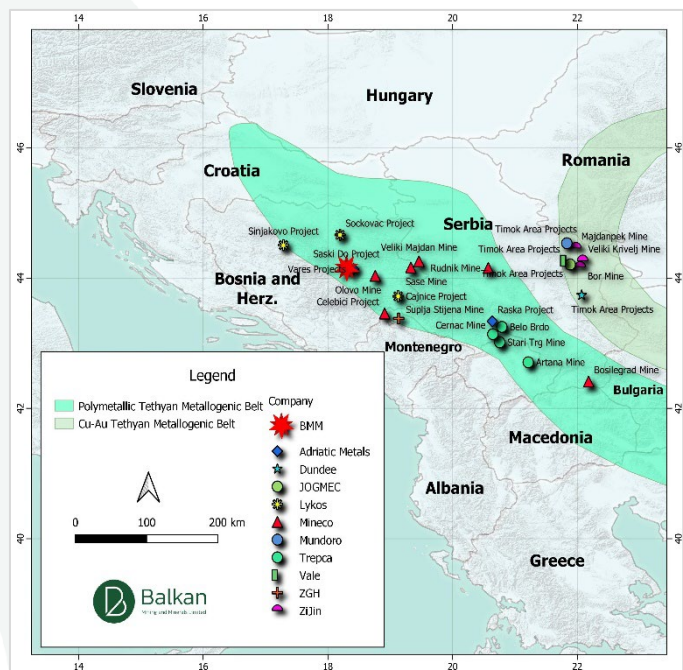 14
16
18
20
22
Slovenia
Hungary
46
46
Romania
Croatia
Timok Area Projects
Majdanpek Mine
Sockovac Project
Serbia
Sinjakovo Project
Timok Area Projects
Veliki Krivelj Mine
Saski Do Project
Veliki Majdan Mine
44
44
Vares Project
Rudnik Mine
Timok Area Projects
Bor Mine
Olovo Mine
Sase Mine
Bosnia and
Herz.
Cajnice Project
Timok Area Projects
Celebici Project
Suplja Stijena Mine
Raska Project
Cernac Mine
Belo Brdo
Montenegro
Stari Trg Mine
Artana Mine
Bosilegrad Mine
Bulgaria
42
42
Macedonia
Albania
40
40
Greece
Legend
Polymetallic Tethyan Metallogenic Belt
Cu-Au Tethyan Metallogenic Belt
Company
BMM
Adriatic Metals
Dundee
JOGMEC
Lykos
Mineco
Mundoro
Trepca
Vale
ZGH
ZiJin
0
100
200 km
Balkan
Mining and Minerals Limited
14
16
18
20
22